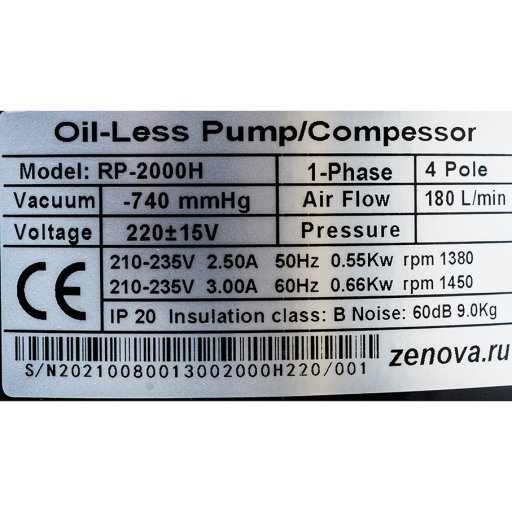 Oil-Less Pump/Compessor
Model: RP-2000H 1-Phase 4 Pole
Vacuum -740 mmHg Air Flow 180 L/min
Voltage 220±15V Pressure
210-235V 2.50A 50Hz 0.55Kw rpm 1380
210-235V 3.00A 60Hz 0.66Kw rpm 1450
CE
IP 20 Insulation class: B Noise: 60dB 9.0Kg
S/N20210080013002000H220/001
zenova.ru